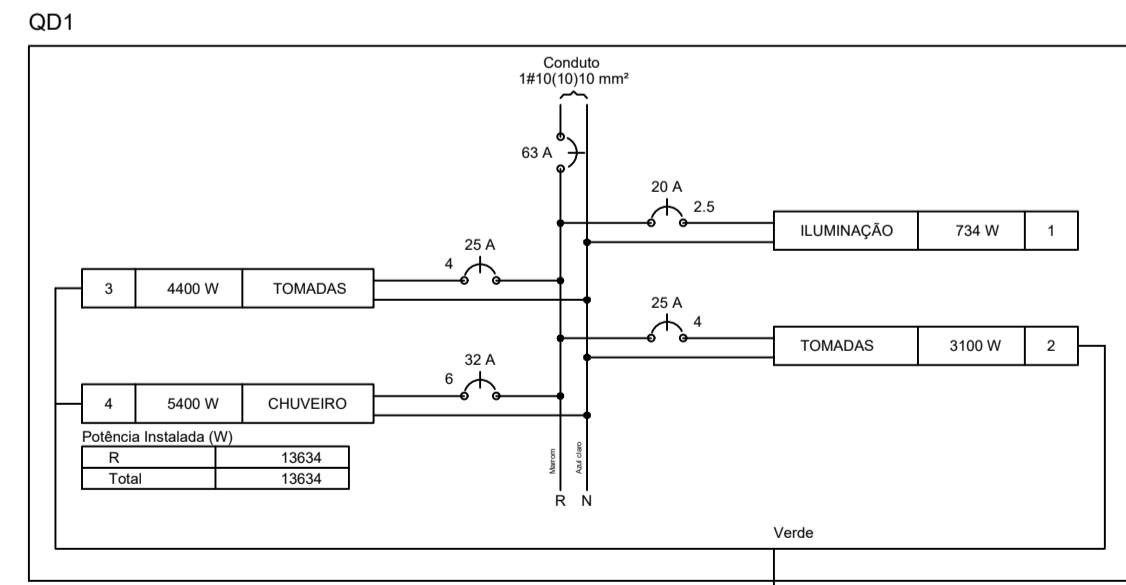 QD1
Conduto
1#10(10)10 mm²
63 A
20 A
2.5
ILUMINAÇÃO 734 W 1
25 A
4
3 4400 W TOMADAS
25 A
4
TOMADAS 3100 W 2
32 A
6
4 5400 W CHUVEIRO
Potência Instalada (W)
R 13634
Total 13634
Marrom
Azul claro
R N
Verde